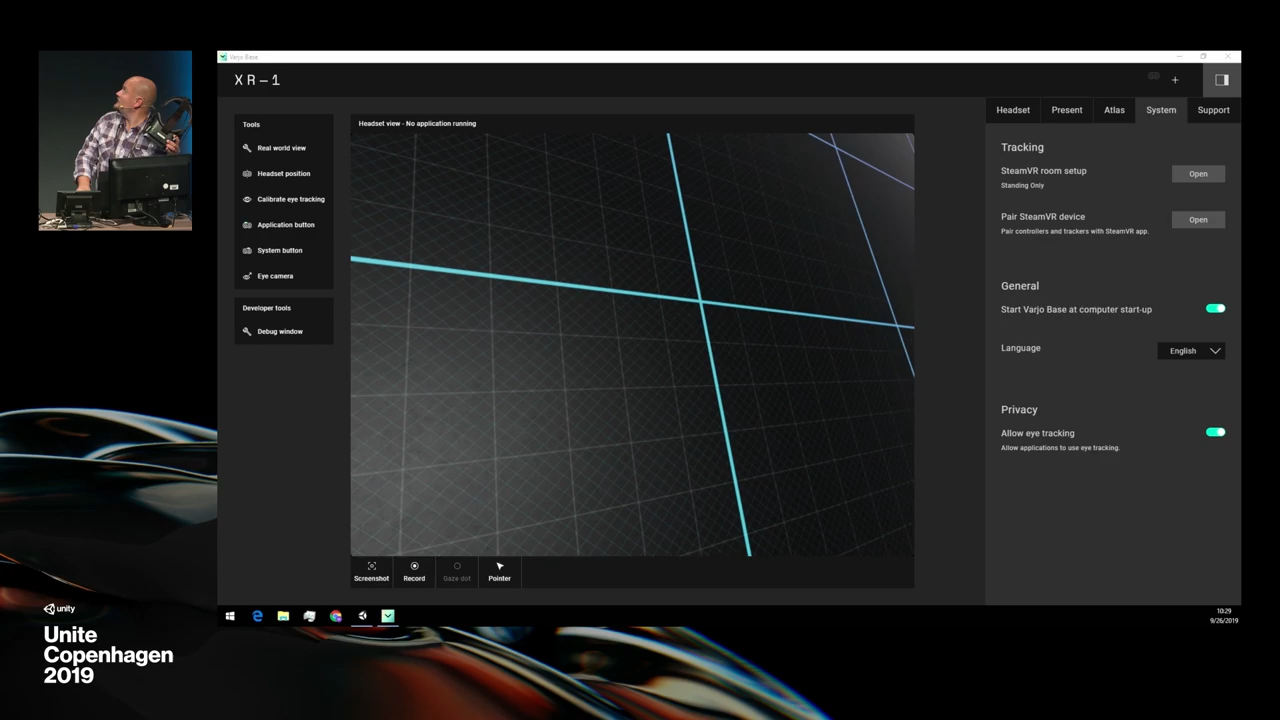 Varjo Base
XR-1
Headset
Present
Atlas
System
Support
Tools
Real world view
Headset position
Calibrate eye tracking
Application button
System button
Eye camera
Developer tools
Debug window
Headset view - No application running
Screenshot
Record
Gaze dot
Pointer
Tracking
SteamVR room setup
Open
Standing Only
Pair SteamVR device
Open
Pair controllers and trackers with SteamVR app.
General
Start Varjo Base at computer start-up
Language
English
Privacy
Allow eye tracking
Allow applications to use eye tracking.
10:29
9/26/2019
unity
Unite
Copenhagen
2019